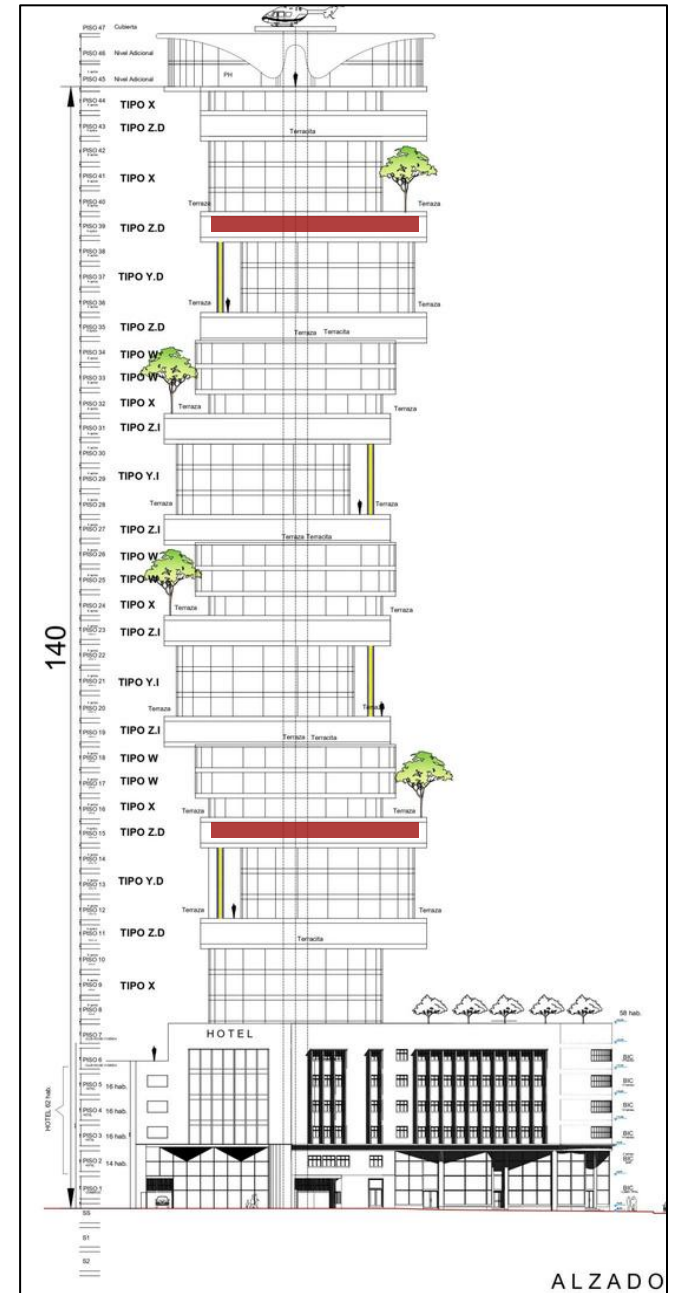 PISO 47 Cubierta
PISO 46 Nivel Adicional
PISO 45 Nivel Adicional PH
PISO 44 TIPO X
PISO 43 TIPO Z.D Terracita
PISO 42
PISO 41 TIPO X
PISO 40 Terraza Terraza
PISO 39 TIPO Z.D
PISO 38
PISO 37 TIPO Y.D
PISO 36 Terraza Terraza
PISO 35 TIPO Z.D Terraza Terracita
PISO 34 TIPO W
PISO 33 TIPO W
PISO 32 TIPO X Terraza Terraza
PISO 31 TIPO Z.I
PISO 30
PISO 29 TIPO Y.I
PISO 28 Terraza Terraza
PISO 27 TIPO Z.I Terraza Terracita
PISO 26 TIPO W
PISO 25 TIPO W
PISO 24 TIPO X Terraza Terraza
PISO 23 TIPO Z.I
140
PISO 22
PISO 21 TIPO Y.I
PISO 20 Terraza Terraza
PISO 19 TIPO Z.I Terraza Terracita
PISO 18 TIPO W
PISO 17 TIPO W
PISO 16 TIPO X Terraza Terraza
PISO 15 TIPO Z.D
PISO 14
PISO 13 TIPO Y.D
PISO 12 Terraza Terraza
PISO 11 TIPO Z.D Terracita
PISO 10
PISO 9 TIPO X
PISO 8
58 hab.
PISO 7 HOTEL
PISO 6 BIC
HOTEL 62 hab.
PISO 5 16 hab. BIC
PISO 4 16 hab. BIC
PISO 3 16 hab. BIC
PISO 2 14 hab. BIC
PISO 1 BIC
SS
S1
S2
ALZADO